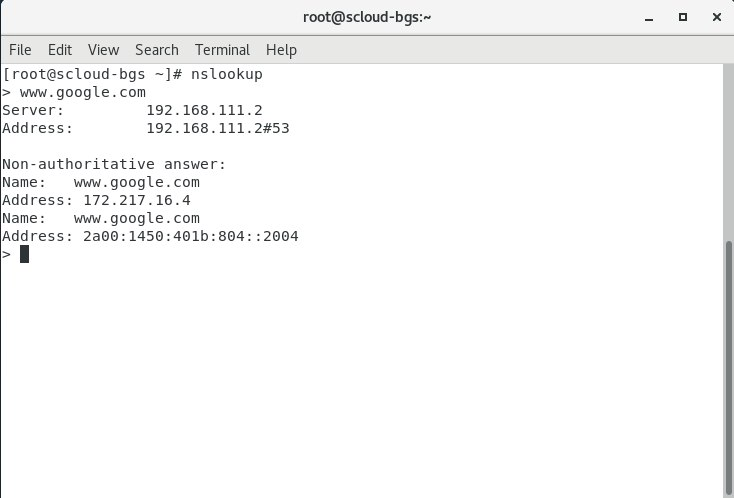 root@scloud-bgs:~
File Edit View Search Terminal Help
[root@scloud-bgs ~]# nslookup
> www.google.com
Server:         192.168.111.2
Address:        192.168.111.2#53

Non-authoritative answer:
Name:   www.google.com
Address: 172.217.16.4
Name:   www.google.com
Address: 2a00:1450:401b:804::2004
>